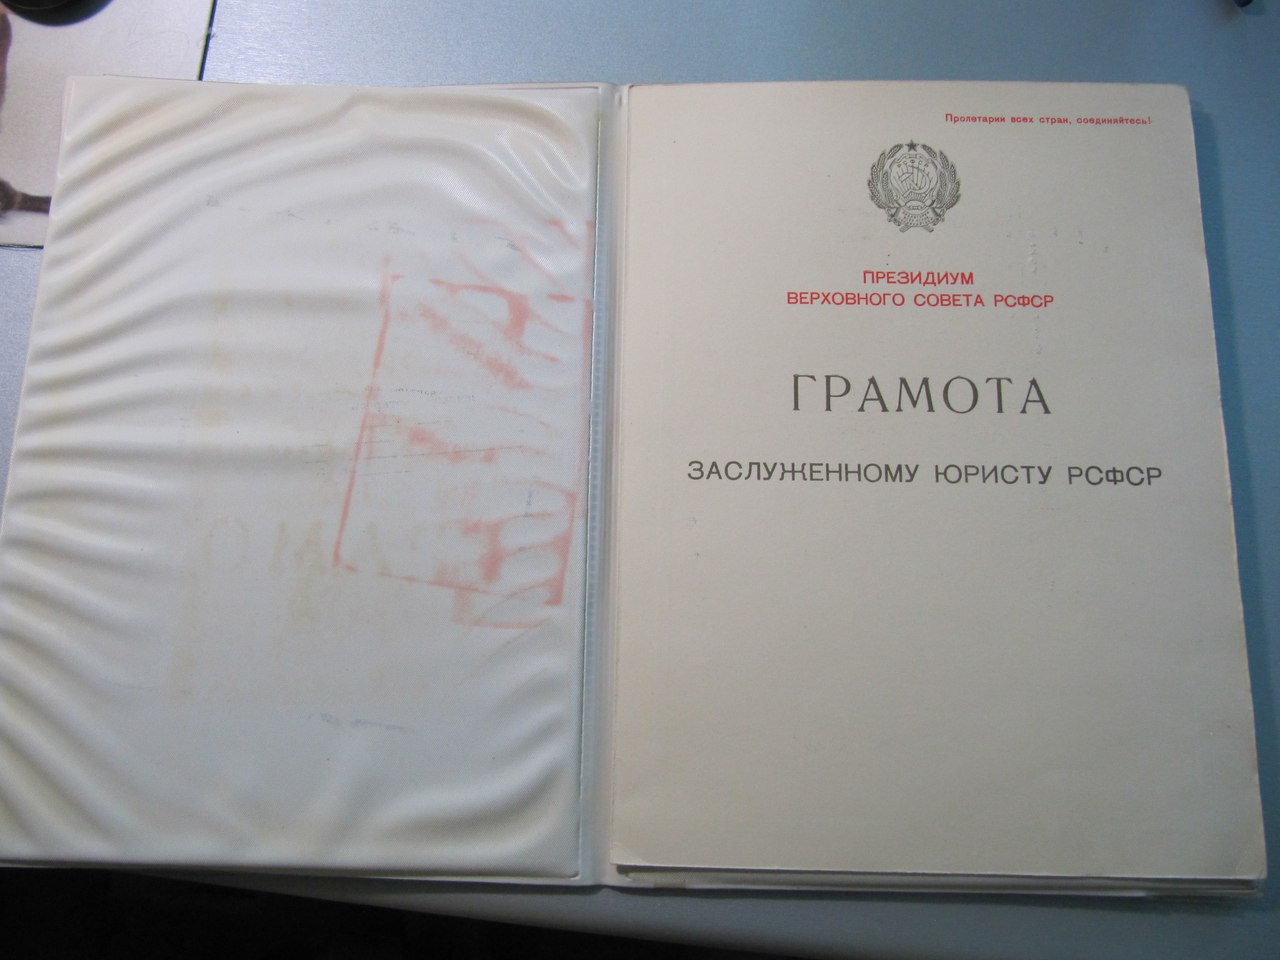 Пролетарии всех стран, соединяйтесь!
ПРЕЗИДИУМ
ВЕРХОВНОГО СОВЕТА РСФСР
ГРАМОТА
ЗАСЛУЖЕННОМУ ЮРИСТУ РСФСР